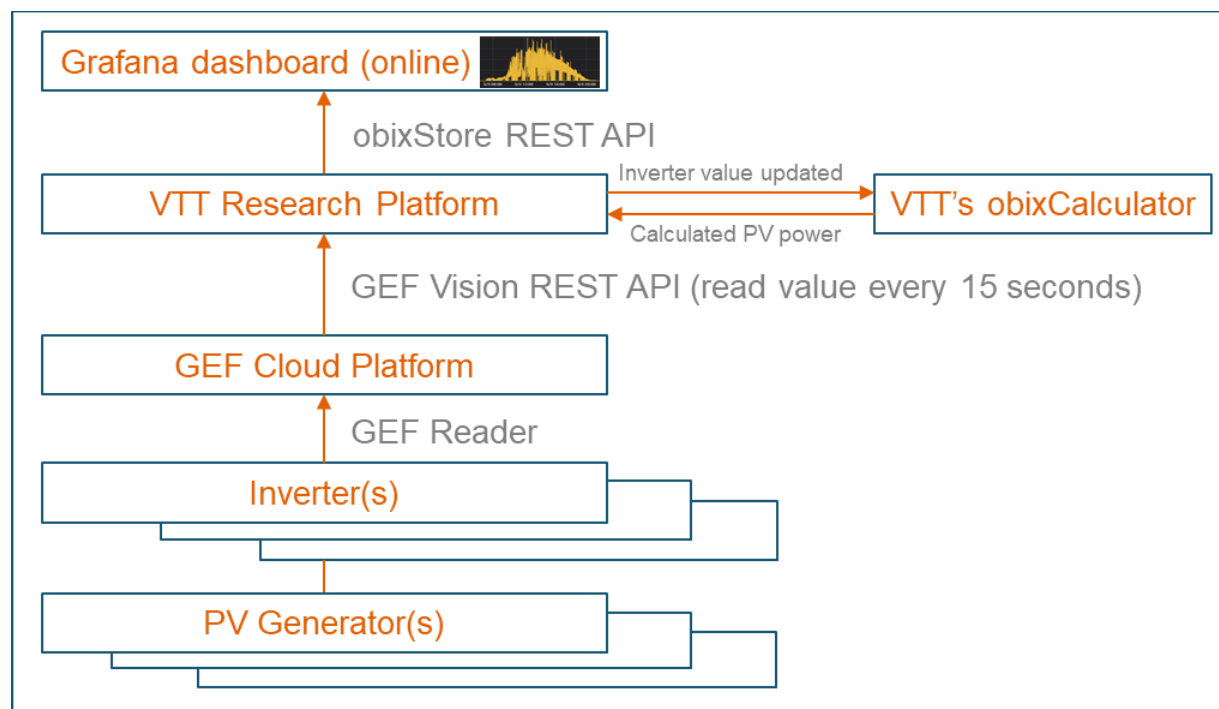 Grafana dashboard (online)
obixStore REST API
Inverter value updated
VTT Research Platform
VTT's obixCalculator
Calculated PV power
GEF Vision REST API (read value every 15 seconds)
GEF Cloud Platform
GEF Reader
Inverter(s)
PV Generator(s)